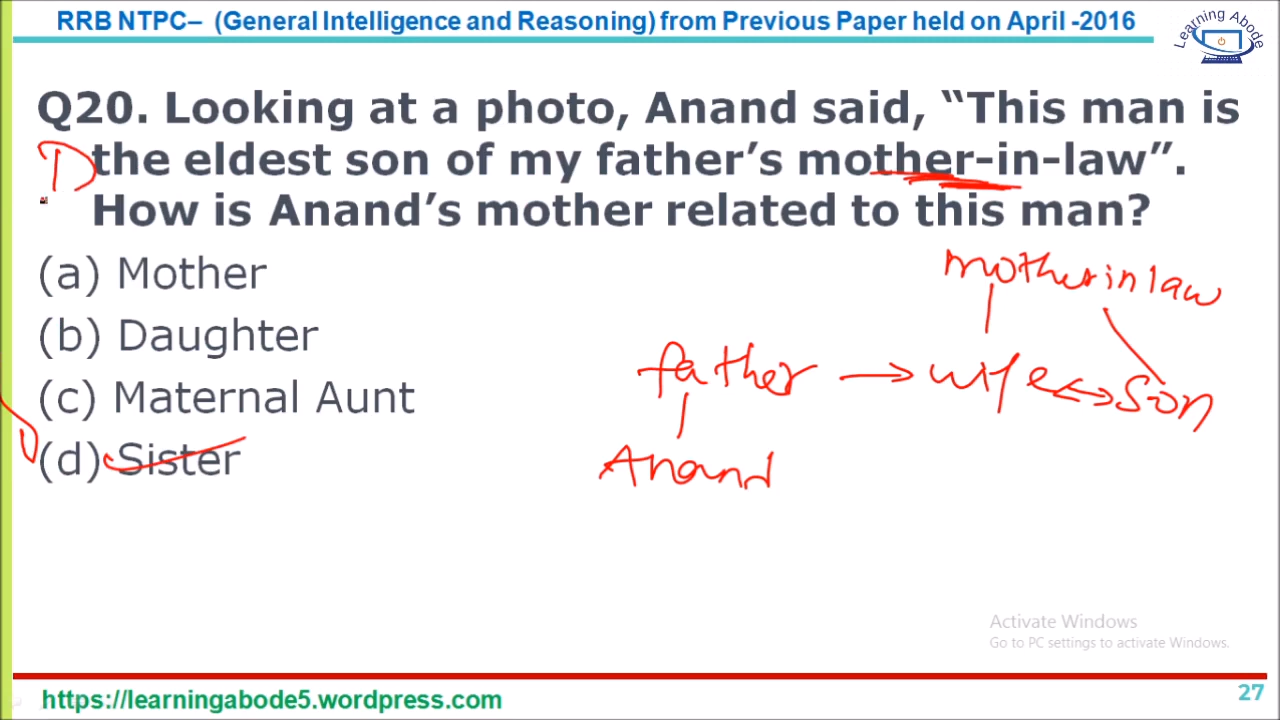 RRB NTPC– (General Intelligence and Reasoning) from Previous Paper held on April -2016
Learning Abode
Q20. Looking at a photo, Anand said, “This man is
D
the eldest son of my father’s mother-in-law”.
How is Anand’s mother related to this man?
(a) Mother
(b) Daughter
(c) Maternal Aunt
(d) Sister
mother in law
father → wife ↔ son
Anand
Activate Windows
Go to PC settings to activate Windows.
https://learningabode5.wordpress.com
27